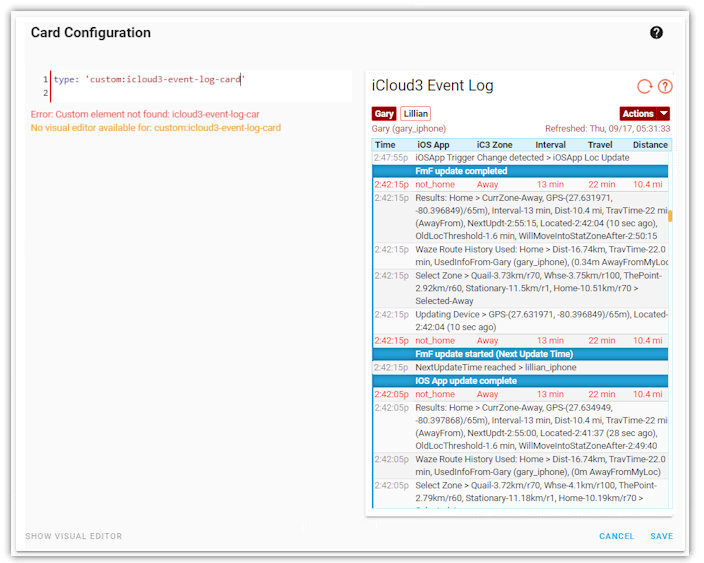 Card Configuration
1 type: 'custom:icloud3-event-log-card'
2
Error: Custom element not found: icloud3-event-log-car
No visual editor available for: custom:icloud3-event-log-card
iCloud3 Event Log
Gary Lillian Actions
Gary (gary_iphone) Refreshed: Thu, 09/17, 05:31:33
Time iOS App iC3 Zone Interval Travel Distance
2:47:55p iOSApp Trigger Change detected > iOSApp Loc Update
FmF update completed
2:42:15p not_home Away 13 min 22 min 10.4 mi
2:42:15p Results: Home > CurrZone-Away, GPS-(27.631971,
-80.396849)/65m), Interval-13 min, Dist-10.4 mi, TravTime-22 mi
(AwayFrom), NextUpdt-2:55:15, Located-2:42:04 (10 sec ago),
OldLocThreshold-1.6 min, WillMoveIntoStatZoneAfter-2:50:15
2:42:15p Waze Route History Used: Home > Dist-16.74km, TravTime-22.0
min, UsedInfoFrom-Gary (gary_iphone), (0.34m AwayFromMyLoc
2:42:15p Select Zone > Quail-3.73km/r70, Whse-3.75km/r100, ThePoint-
2.92km/r60, Stationary-11.5km/r1, Home-10.51km/r70 >
Selected-Away
2:42:15p Updating Device > GPS-(27.631971, -80.396849)/65m), Located-
2:42:04 (10 sec ago)
2:42:15p not_home Away 13 min 22 min 10.4 mi
FmF update started (Next Update Time)
2:42:15p NextUpdateTime reached > lillian_iphone
IOS App update complete
2:42:05p not_home Away 13 min 22 min 10.4 mi
2:42:05p Results: Home > CurrZone-Away, GPS-(27.634949,
-80.397868)/65m), Interval-13 min, Dist-10.4 mi, TravTime-22 mi
(AwayFrom), NextUpdt-2:55:00, Located-2:41:37 (28 sec ago),
OldLocThreshold-1.6 min, WillMoveIntoStatZoneAfter-2:49:40
2:42:05p Waze Route History Used: Home > Dist-16.74km, TravTime-22.0
min, UsedInfoFrom-Gary (gary_iphone), (0m AwayFromMyLoc)
2:42:05p Select Zone > Quail-3.72km/r70, Whse-4.1km/r100, ThePoint-
2.79km/r60, Stationary-11.18km/r1, Home-10.19km/r70 >
SHOW VISUAL EDITOR CANCEL SAVE